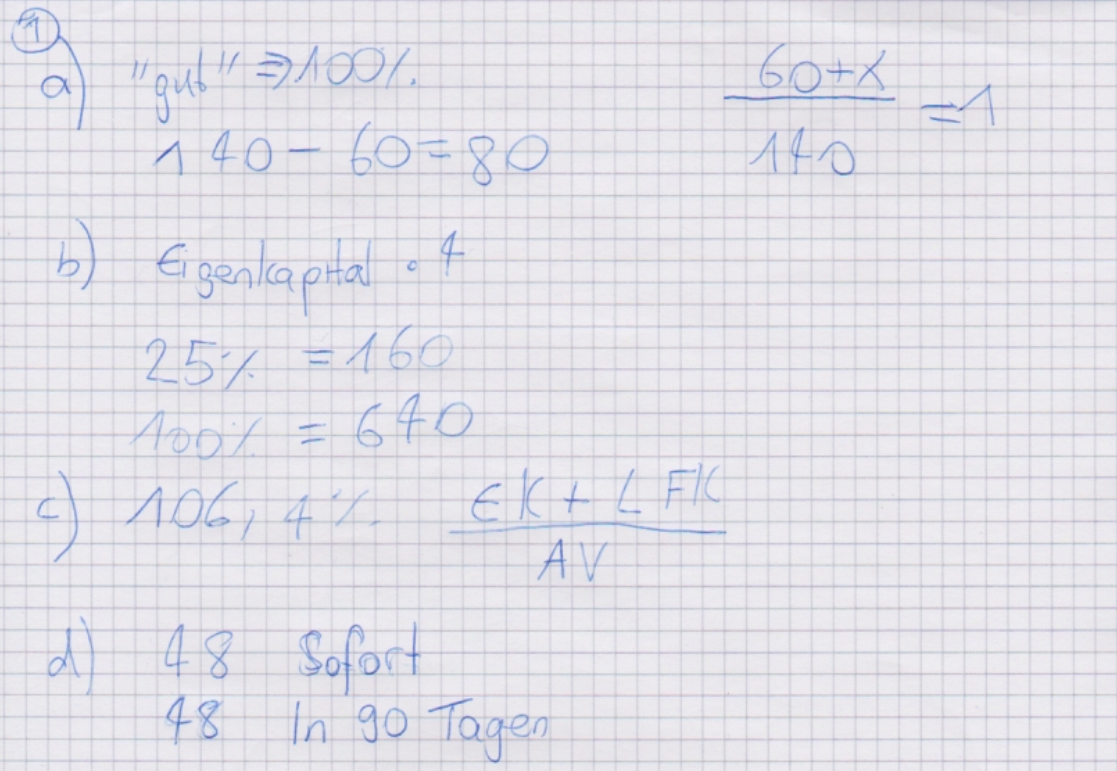 1)
a) "gut" ⇒ 100%
60+x / 140 = 1
140 - 60 = 80
b) Eigenkapital · 4
25% = 160
100% = 640
c) 106,4% EK + LFK / AV
d) 48 Sofort
48 In 90 Tagen